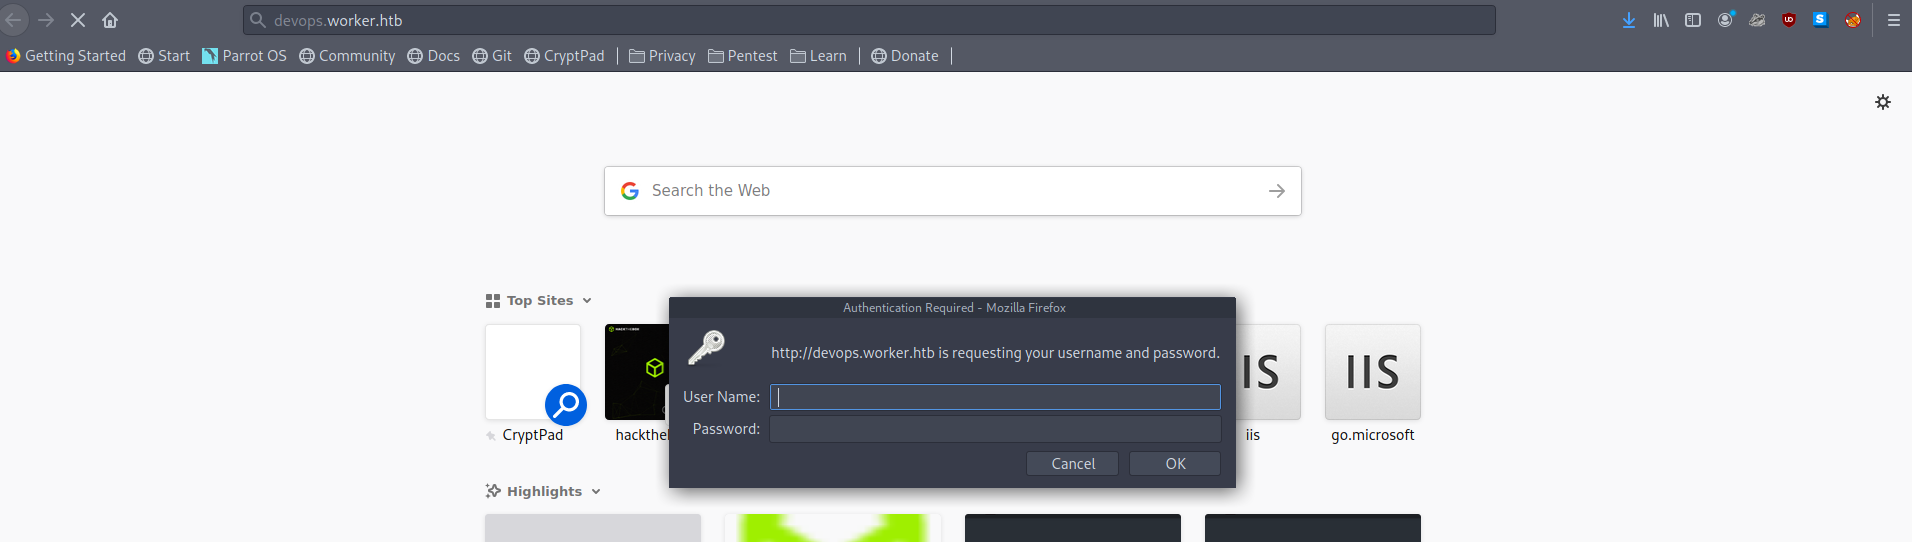 devops.worker.htb
Getting Started Start Parrot OS Community Docs Git CryptPad Privacy Pentest Learn Donate
Search the Web
Top Sites
Authentication Required - Mozilla Firefox
http://devops.worker.htb is requesting your username and password.
User Name:
Password:
Cancel OK
IS
IIS
CryptPad
iis
go.microsoft
Highlights